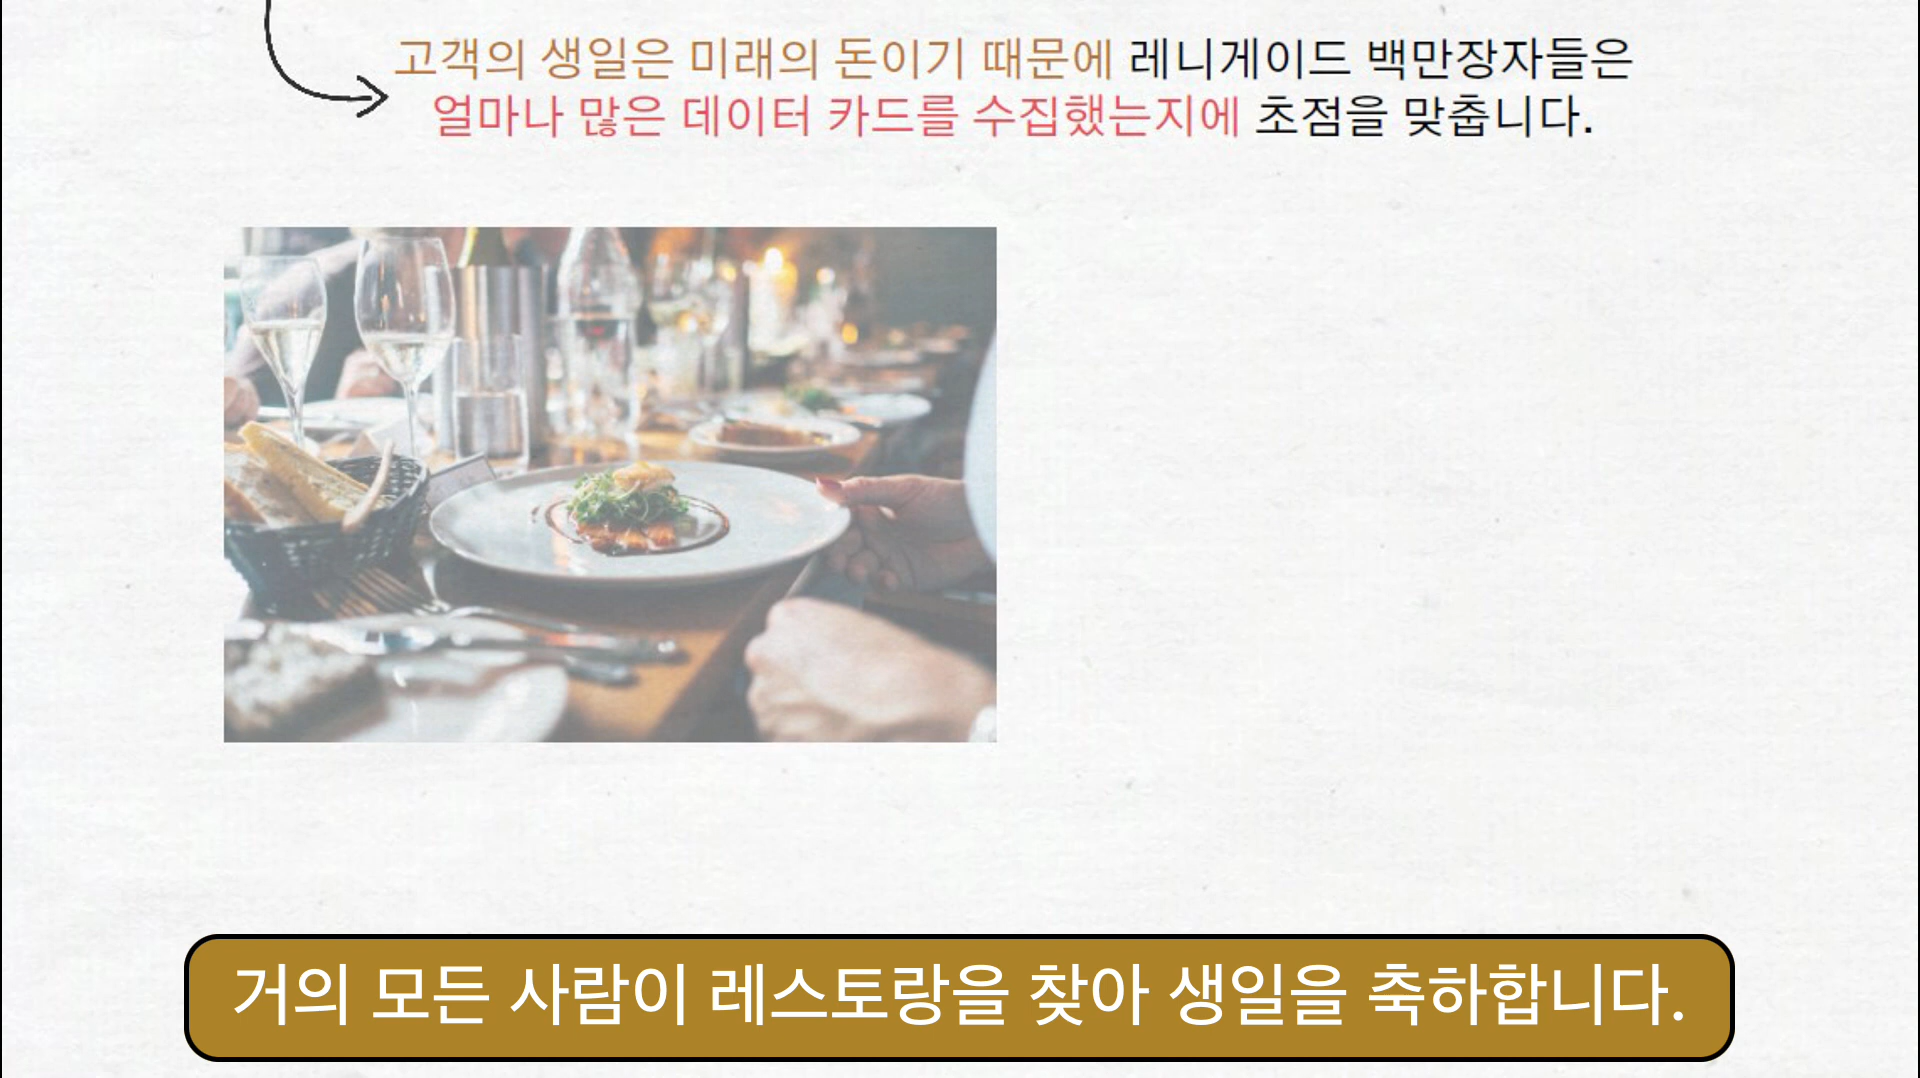 고객의 생일은 미래의 돈이기 때문에 레니게이드 백만장자들은
얼마나 많은 데이터 카드를 수집했는지에 초점을 맞춥니다.
거의 모든 사람이 레스토랑을 찾아 생일을 축하합니다.